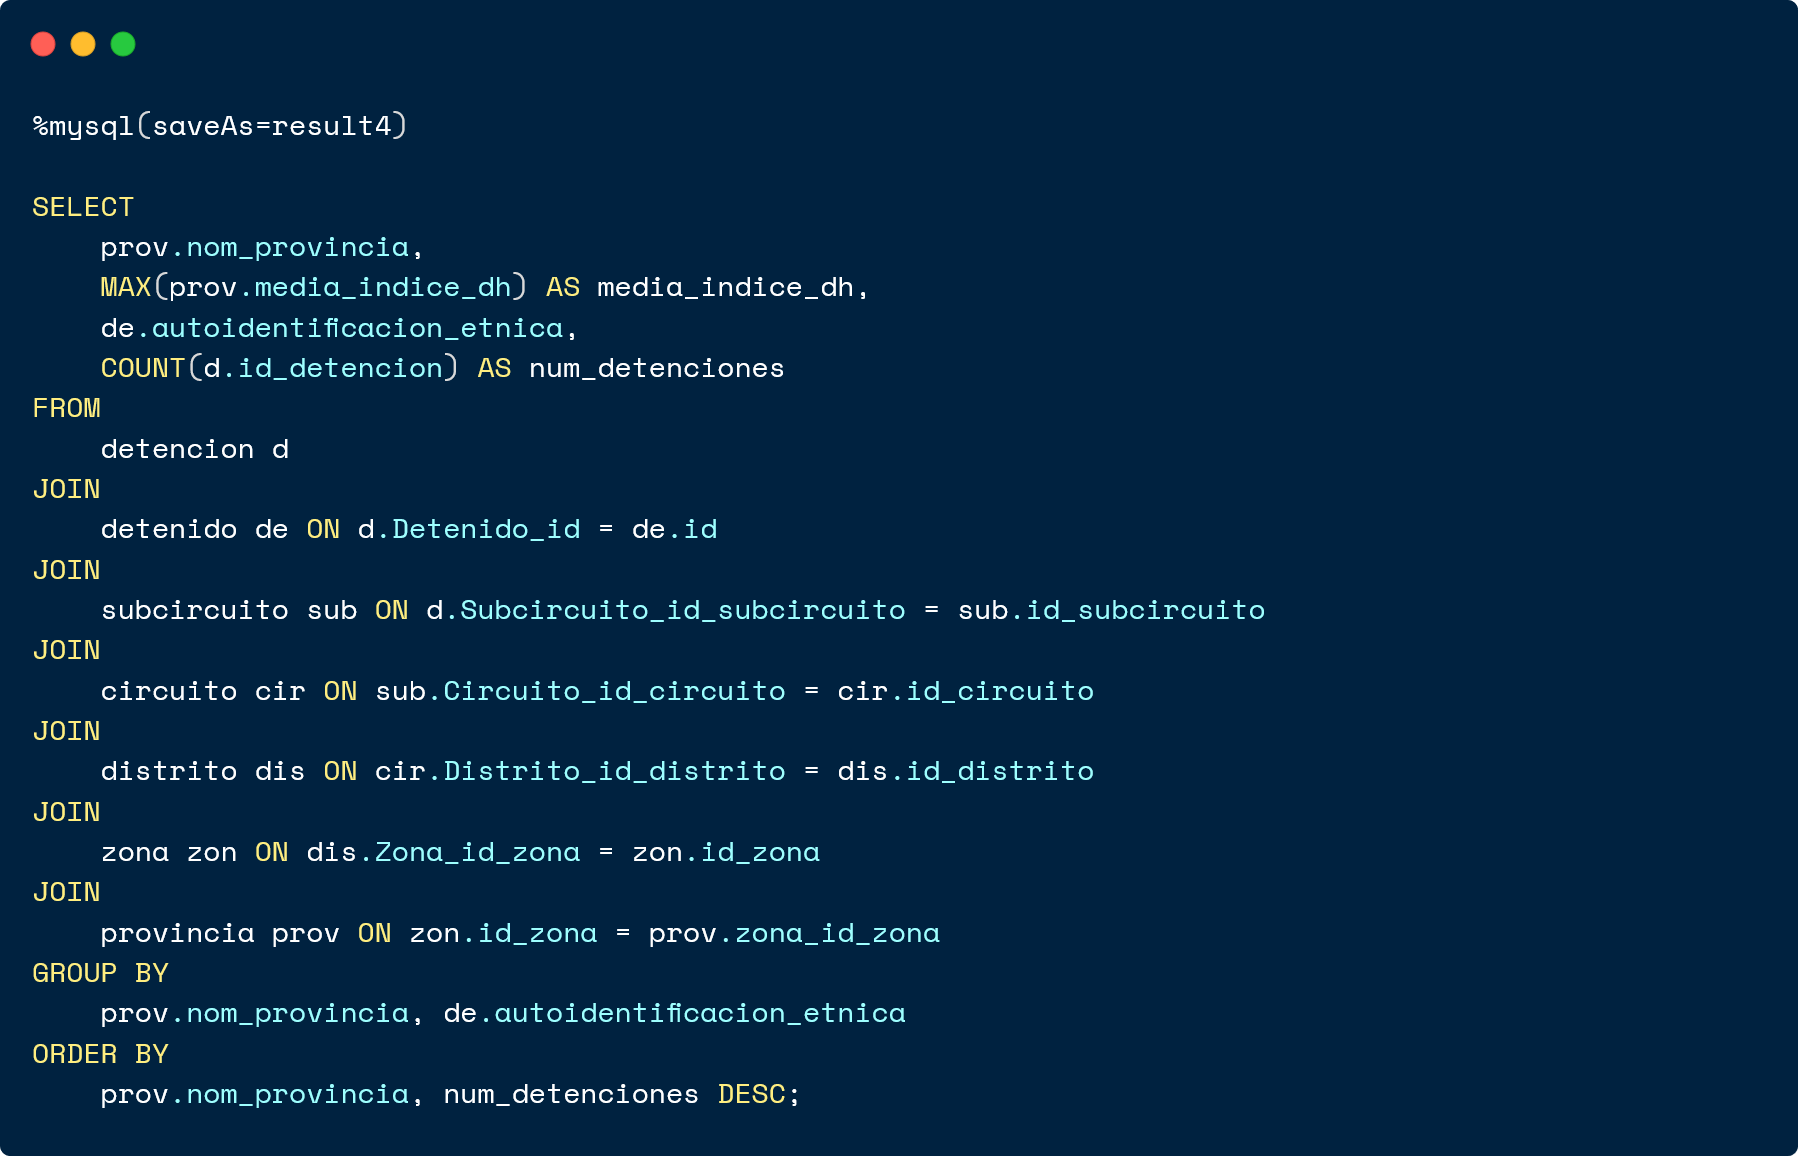 %mysql(saveAs=result4)

SELECT
    prov.nom_provincia,
    MAX(prov.media_indice_dh) AS media_indice_dh,
    de.autoidentificacion_etnica,
    COUNT(d.id_detencion) AS num_detenciones
FROM
    detencion d
JOIN
    detenido de ON d.Detenido_id = de.id
JOIN
    subcircuito sub ON d.Subcircuito_id_subcircuito = sub.id_subcircuito
JOIN
    circuito cir ON sub.Circuito_id_circuito = cir.id_circuito
JOIN
    distrito dis ON cir.Distrito_id_distrito = dis.id_distrito
JOIN
    zona zon ON dis.Zona_id_zona = zon.id_zona
JOIN
    provincia prov ON zon.id_zona = prov.zona_id_zona
GROUP BY
    prov.nom_provincia, de.autoidentificacion_etnica
ORDER BY
    prov.nom_provincia, num_detenciones DESC;